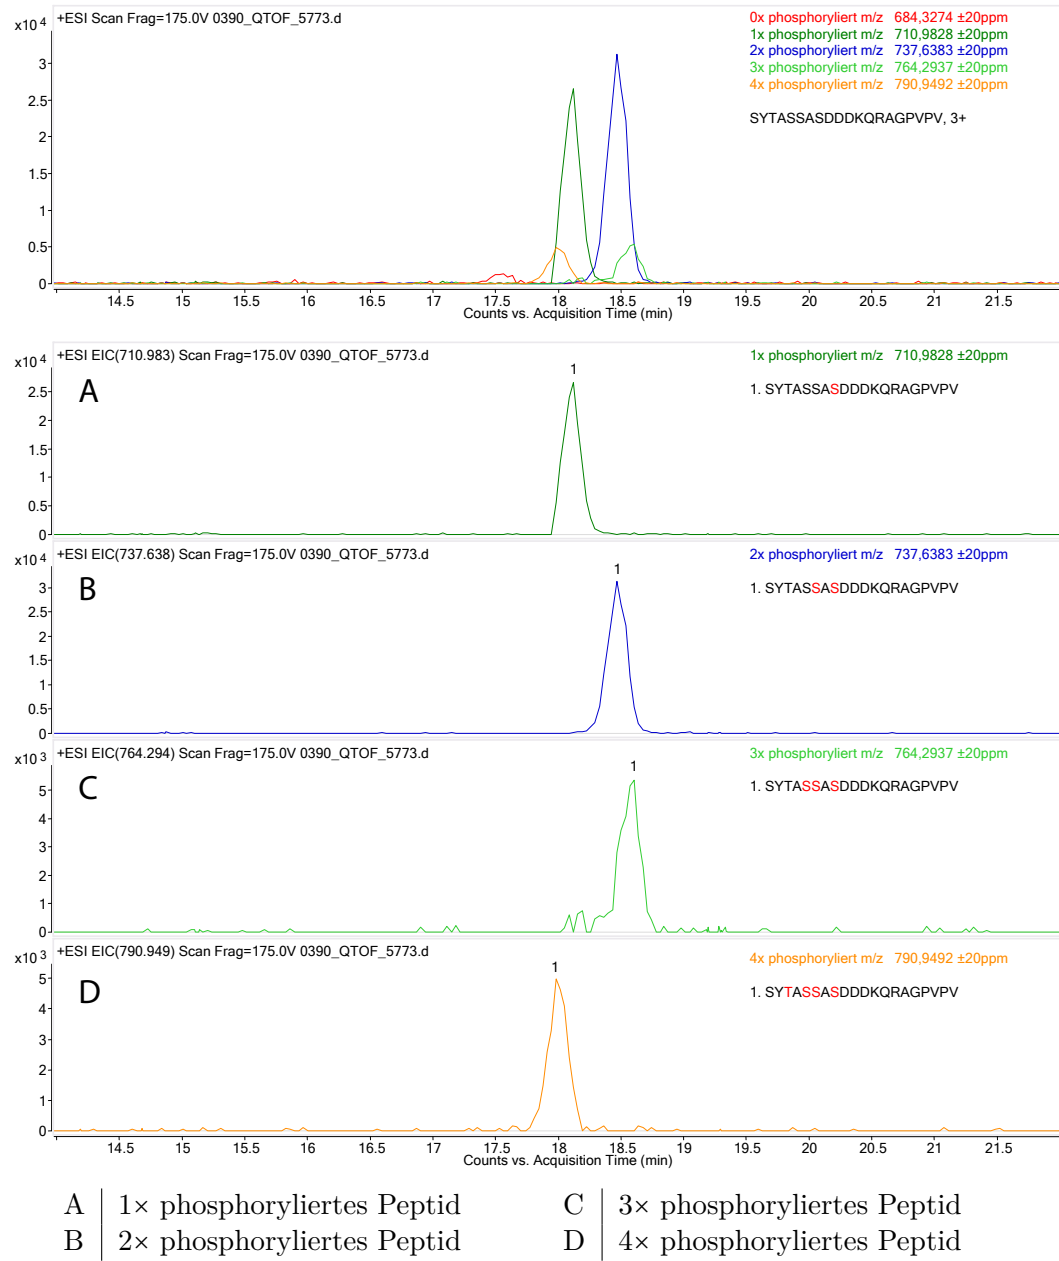 +ESI Scan Frag=175.0V 0390_QTOF_5773.d
x10⁴
0x phosphoryliert m/z 684,3274 ±20ppm
1x phosphoryliert m/z 710,9828 ±20ppm
2x phosphoryliert m/z 737,6383 ±20ppm
3x phosphoryliert m/z 764,2937 ±20ppm
4x phosphoryliert m/z 790,9492 ±20ppm
SYTASSASDDDKQRAGPVPV, 3+
3
2.5
2
1.5
1
0.5
0
14.5 15 15.5 16 16.5 17 17.5 18 18.5 19 19.5 20 20.5 21 21.5
Counts vs. Acquisition Time (min)
x10⁴
+ESI EIC(710.983) Scan Frag=175.0V 0390_QTOF_5773.d
1x phosphoryliert m/z 710,9828 ±20ppm
A
1
1. SYTASSASDDDKQRAGPVPV
2.5
2
1.5
1
0.5
0
x10⁴
+ESI EIC(737.638) Scan Frag=175.0V 0390_QTOF_5773.d
2x phosphoryliert m/z 737,6383 ±20ppm
B
1
1. SYTASSASDDDKQRAGPVPV
3
2.5
2
1.5
1
0.5
0
x10³
+ESI EIC(764.294) Scan Frag=175.0V 0390_QTOF_5773.d
3x phosphoryliert m/z 764,2937 ±20ppm
C
1
1. SYTASSASDDDKQRAGPVPV
5
4
3
2
1
0
x10³
+ESI EIC(790.949) Scan Frag=175.0V 0390_QTOF_5773.d
4x phosphoryliert m/z 790,9492 ±20ppm
D
1
1. SYTASSASDDDKQRAGPVPV
5
4
3
2
1
0
14.5 15 15.5 16 16.5 17 17.5 18 18.5 19 19.5 20 20.5 21 21.5
Counts vs. Acquisition Time (min)
A 1× phosphoryliertes Peptid C 3× phosphoryliertes Peptid
B 2× phosphoryliertes Peptid D 4× phosphoryliertes Peptid